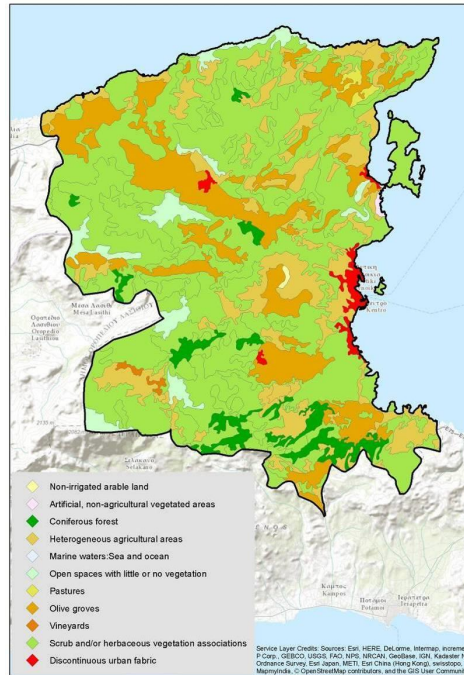 Non-irrigated arable land
Artificial, non-agricultural vegetated areas
Coniferous forest
Heterogeneous agricultural areas
Marine waters:Sea and ocean
Open spaces with little or no vegetation
Pastures
Olive groves
Vineyards
Scrub and/or herbaceous vegetation associations
Discontinuous urban fabric
Service Layer Credits: Sources: Esri, HERE, DeLorme, Intermap, increme
P Corp., GEBCO, USGS, FAO, NPS, NRCAN, GeoBase, IGN, Kadaster
Ordnance Survey, Esri Japan, METI, Esri China (Hong Kong), swisstopo,
MapmyIndia, © OpenStreetMap contributors, and the GIS User Communi